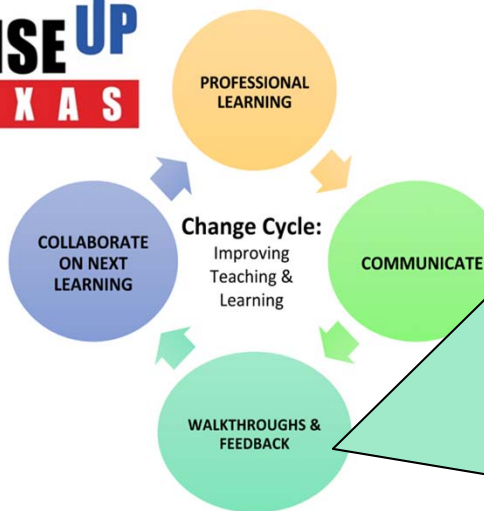 ISE UP
X A S
PROFESSIONAL
LEARNING
COLLABORATE
ON NEXT
LEARNING
Change Cycle:
Improving
Teaching &
Learning
COMMUNICATE
WALKTHROUGHS &
FEEDBACK